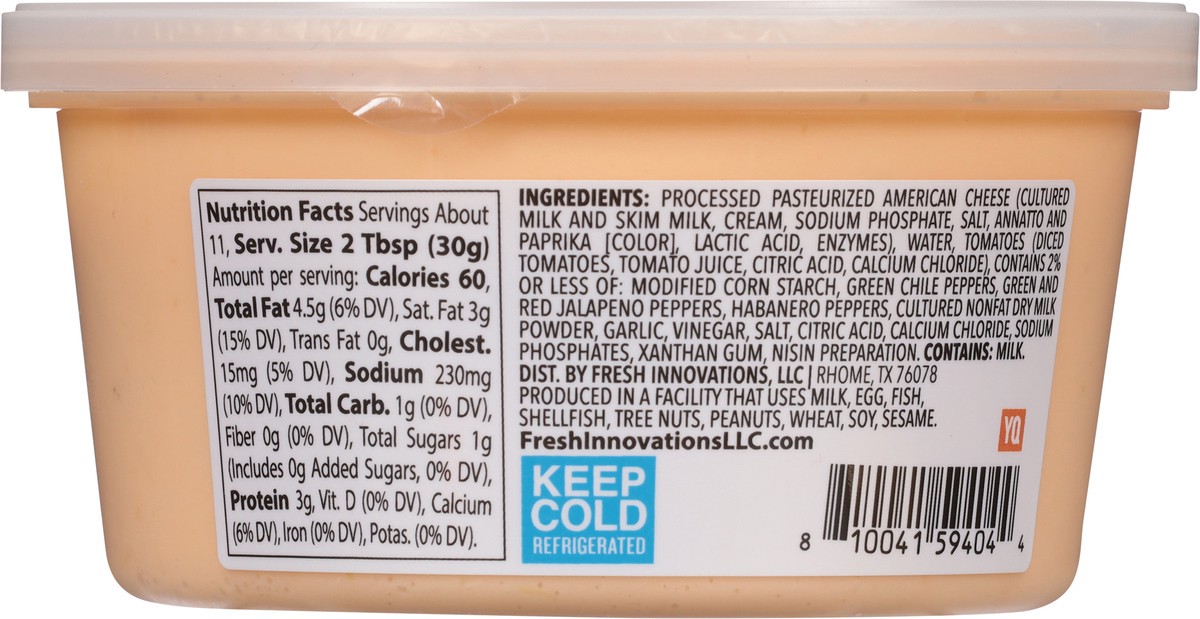 Nutrition Facts Servings About
11, Serv. Size 2 Tbsp (30g)
Amount per serving: Calories 60,
Total Fat 4.5g (6% DV), Sat. Fat 3g
(15% DV), Trans Fat 0g, Cholest.
15mg (5% DV), Sodium 230mg
(10% DV), Total Carb. 1g (0% DV),
Fiber 0g (0% DV), Total Sugars 1g
(Includes 0g Added Sugars, 0% DV),
Protein 3g, Vit. D (0% DV), Calcium
(6% DV), Iron (0% DV), Potas. (0% DV).
INGREDIENTS: PROCESSED PASTEURIZED AMERICAN CHEESE (CULTURED
MILK AND SKIM MILK, CREAM, SODIUM PHOSPHATE, SALT, ANNATTO AND
PAPRIKA [COLOR], LACTIC ACID, ENZYMES), WATER, TOMATOES (DICED
TOMATOES, TOMATO JUICE, CITRIC ACID, CALCIUM CHLORIDE), CONTAINS 2%
OR LESS OF: MODIFIED CORN STARCH, GREEN CHILE PEPPERS, GREEN AND
RED JALAPENO PEPPERS, HABANERO PEPPERS, CULTURED NONFAT DRY MILK
POWDER, GARLIC, VINEGAR, SALT, CITRIC ACID, CALCIUM CHLORIDE, SODIUM
PHOSPHATES, XANTHAN GUM, NISIN PREPARATION. CONTAINS: MILK.
DIST. BY FRESH INNOVATIONS, LLC | RHOME, TX 76078
PRODUCED IN A FACILITY THAT USES MILK, EGG, FISH,
SHELLFISH, TREE NUTS, PEANUTS, WHEAT, SOY, SESAME.
FreshInnovationsLLC.com
YQ
KEEP
COLD
REFRIGERATED
8 10041 59404 4